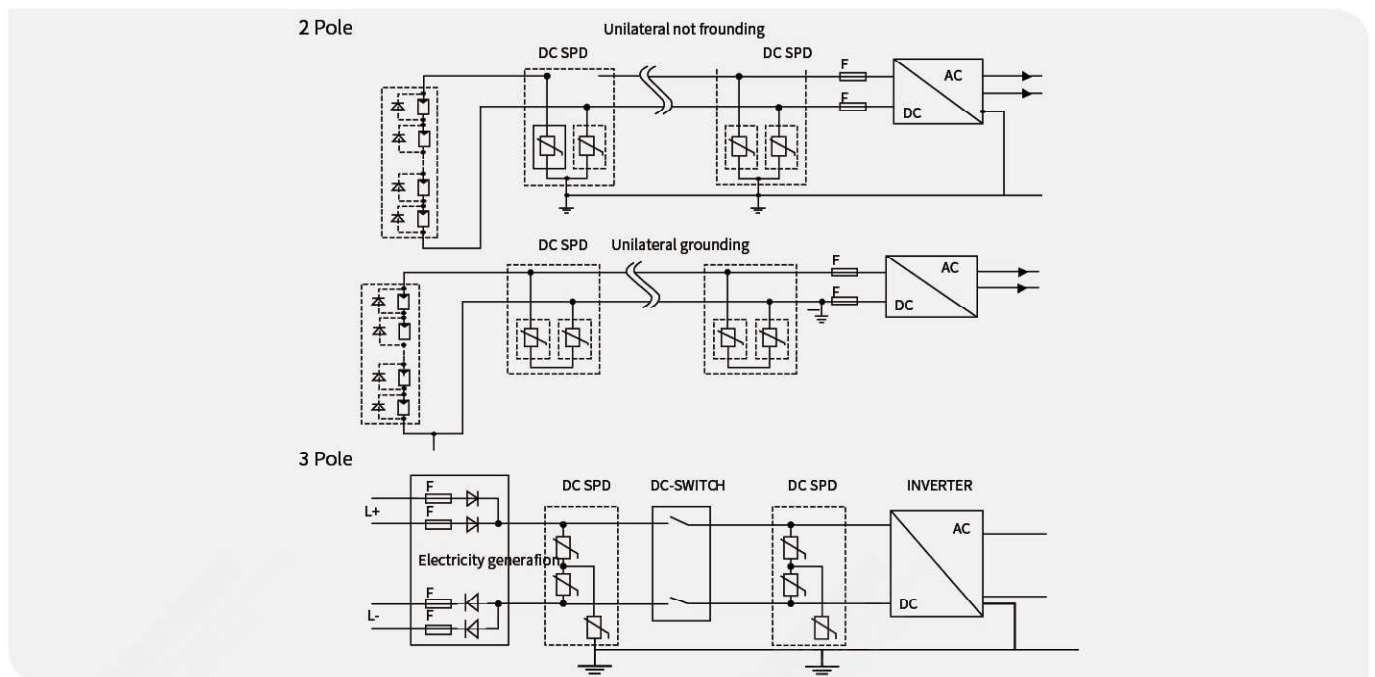 2 Pole
Unilateral not frounding
DC SPD
DC SPD
F
F
AC
DC
DC SPD
Unilateral grounding
F
F
AC
DC
3 Pole
DC SPD
DC-SWITCH
DC SPD
INVERTER
F
L+
F
AC
Electricity generafion
F
DC
L-
F